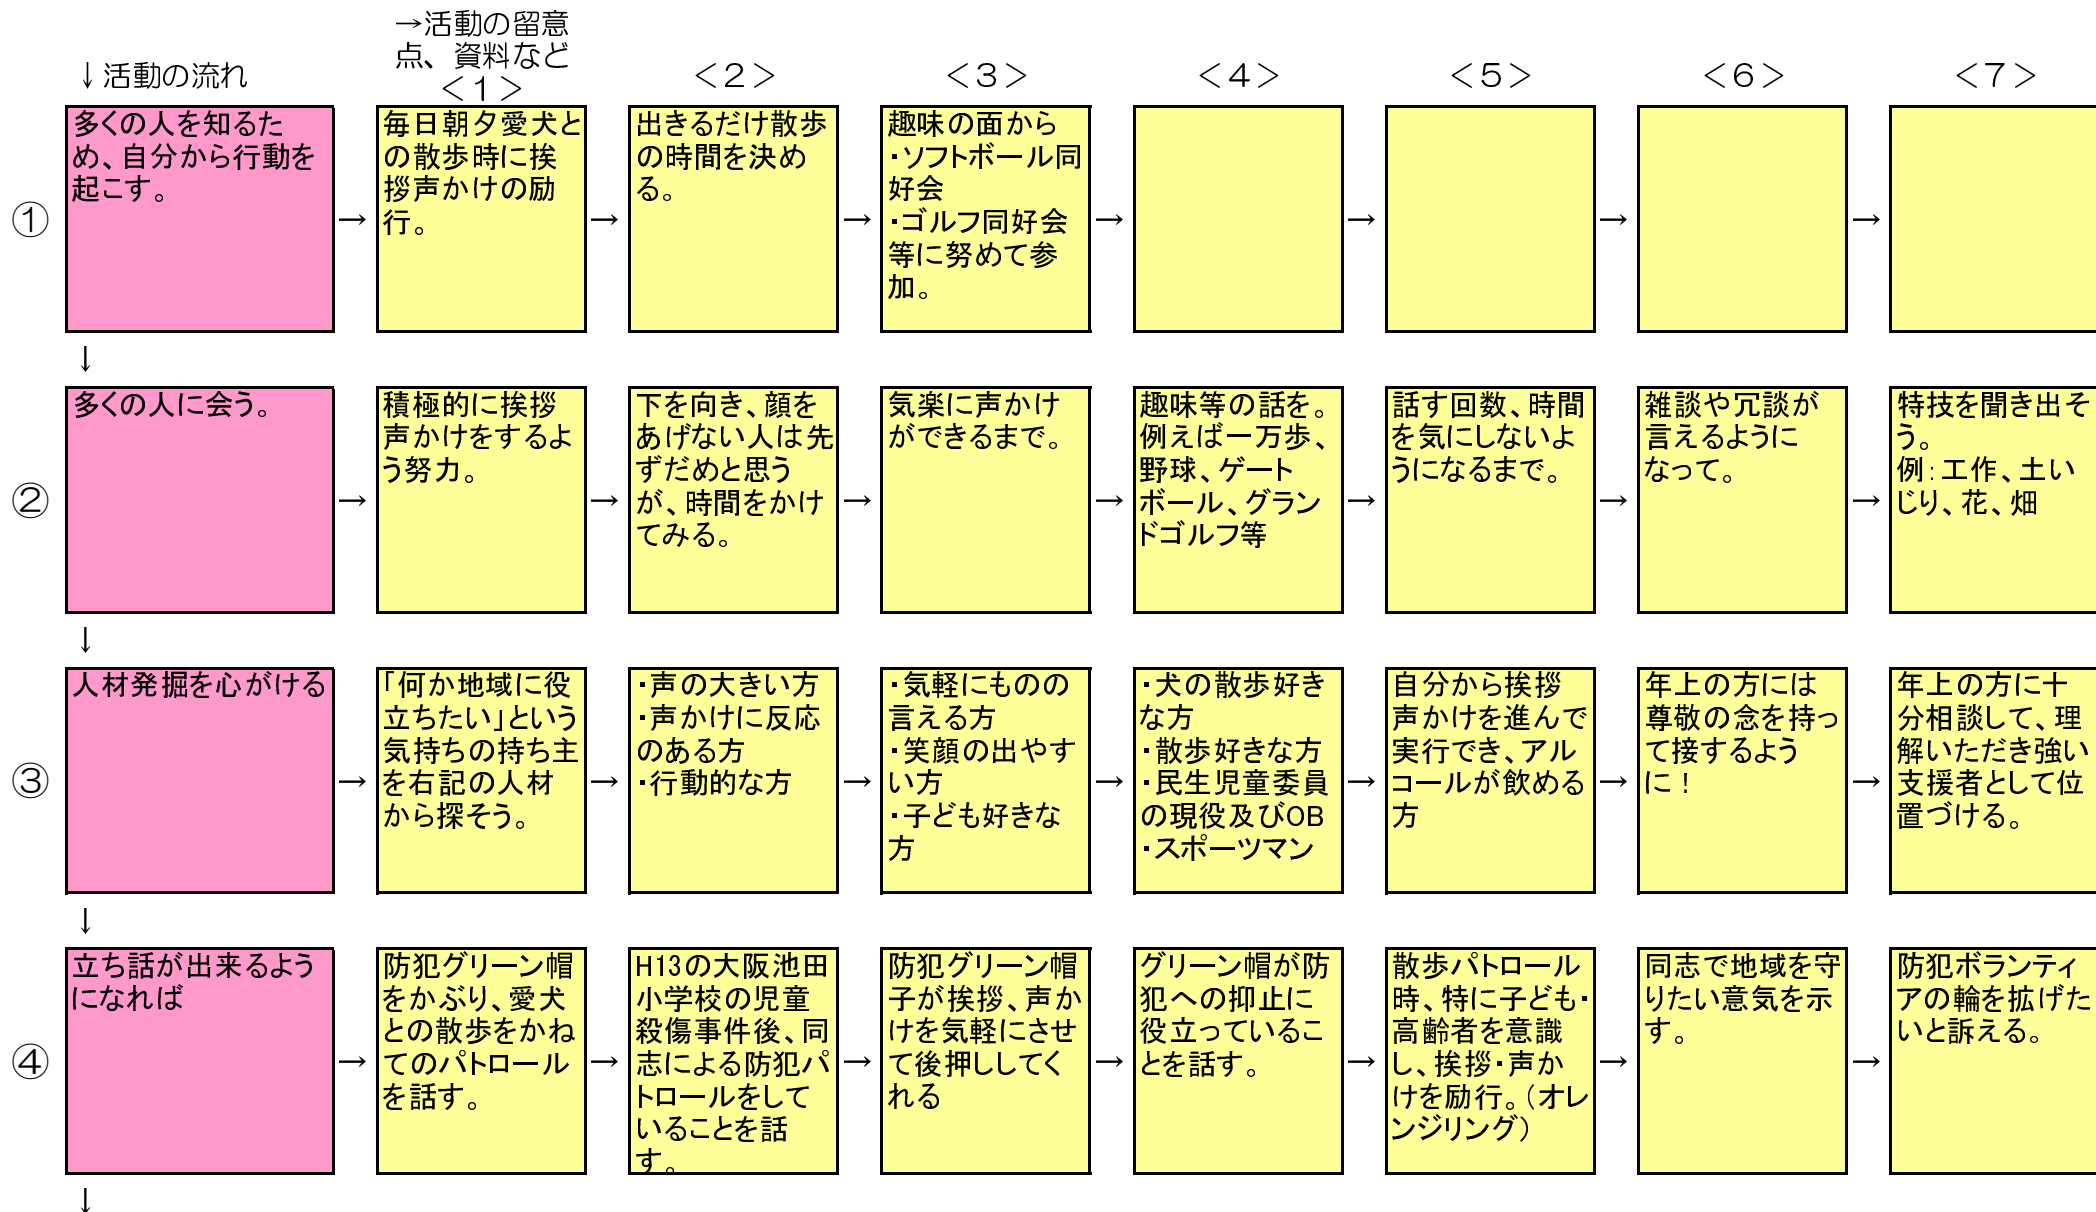 ↓活動の流れ
→活動の留意
点、資料など
＜１＞
＜２＞
＜３＞
＜４＞
＜５＞
＜６＞
＜７＞
①
多くの人を知るた
め、自分から行動を
起こす。
→
毎日朝夕愛犬と
の散歩時に挨
拶声かけの励
行。
→
出きるだけ散歩
の時間を決め
る。
→
趣味の面から
・ソフトボール同
好会
・ゴルフ同好会
等に努めて参
加。
→
→
→
→
↓
②
多くの人に会う。
→
積極的に挨拶
声かけをするよ
う努力。
→
下を向き、顔を
あげない人は先
ずだめと思う
が、時間をかけ
てみる。
→
気楽に声かけ
ができるまで。
→
趣味等の話を。
例えば一万歩、
野球、ゲート
ボール、グラン
ドゴルフ等
→
話す回数、時間
を気にしないよ
うになるまで。
→
雑談や冗談が
言えるように
なって。
→
特技を聞き出そ
う。
例：工作、土い
じり、花、畑
↓
③
人材発掘を心がける
→
「何か地域に役
立ちたい」という
気持ちの持ち主
を右記の人材
から探そう。
→
・声の大きい方
・声かけに反応
のある方
・行動的な方
→
・気軽にものの
言える方
・笑顔の出やす
い方
・子ども好きな
方
→
・犬の散歩好き
な方
・散歩好きな方
・民生児童委員
の現役及びOB
・スポーツマン
→
自分から挨拶
声かけを進んで
実行でき、アル
コールが飲める
方
→
年上の方には
尊敬の念を持っ
て接するよう
に！
→
年上の方に十
分相談して、理
解いただき強い
支援者として位
置づける。
↓
④
立ち話が出来るよう
になれば
→
防犯グリーン帽
をかぶり、愛犬
との散歩をかね
てのパトロール
を話す。
→
H13の大阪池田
小学校の児童
殺傷事件後、同
志による防犯パ
トロールをして
いることを話
す。
→
防犯グリーン帽
子が挨拶、声か
けを気軽にさせ
て後押ししてく
れる
→
グリーン帽が防
犯への抑止に
役立っているこ
とを話す。
→
散歩パトロール
時、特に子ども・
高齢者を意識
し、挨拶・声か
けを励行。（オレ
ンジリング）
→
同志で地域を守
りたい意気を示
す。
→
防犯ボランティ
アの輪を拡げた
いと訴える。
↓